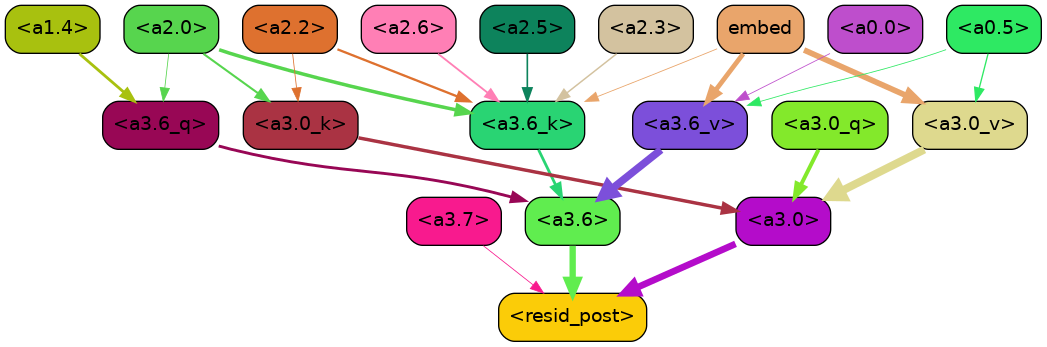 <a1.4> <a2.0> <a2.2> <a2.6> <a2.5> <a2.3> embed <a0.0> <a0.5>
<a3.6_q> <a3.0_k> <a3.6_k> <a3.6_v> <a3.0_q> <a3.0_v>
<a3.7> <a3.6> <a3.0>
<resid_post>